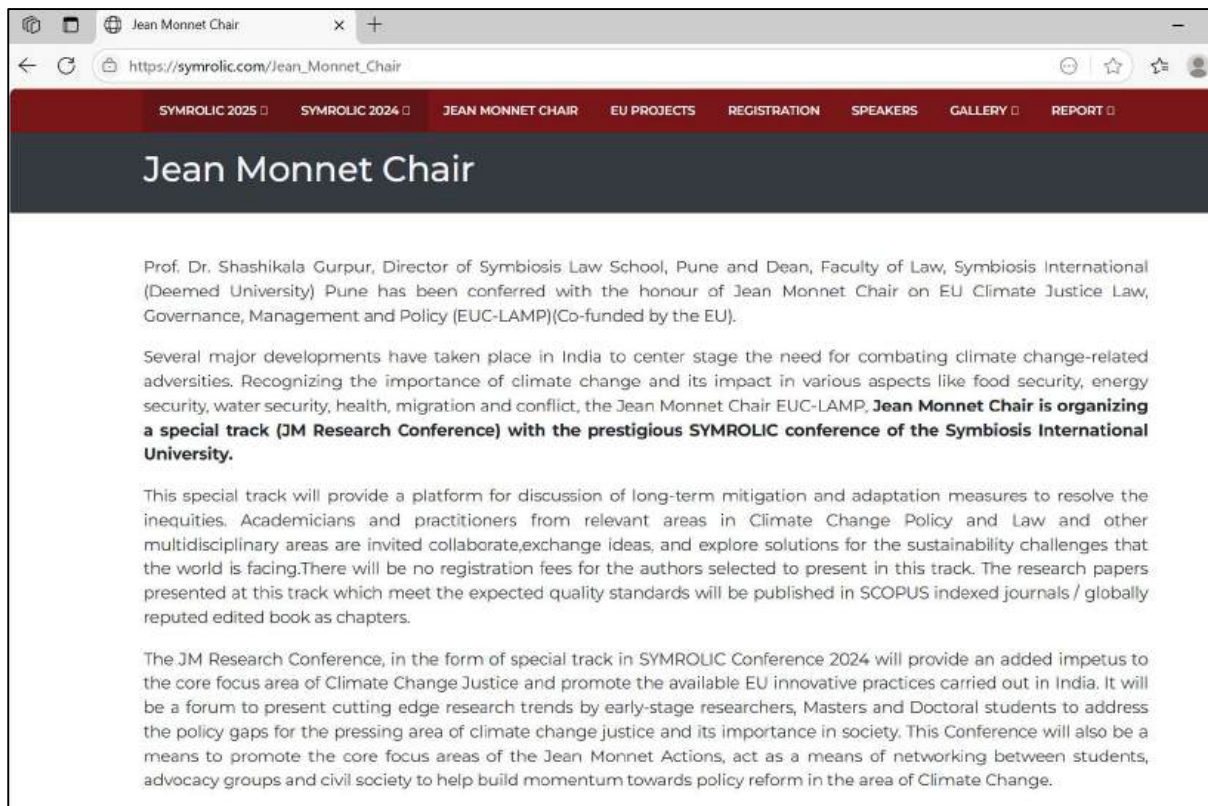 Jean Monnet Chair
https://symrolic.com/Jean_Monnet_Chair
SYMROLIC 2025 SYMROLIC 2024 JEAN MONNET CHAIR EU PROJECTS REGISTRATION SPEAKERS GALLERY REPORT
Jean Monnet Chair
Prof. Dr. Shashikala Gurpur, Director of Symbiosis Law School, Pune and Dean, Faculty of Law, Symbiosis International
(Deemed University) Pune has been conferred with the honour of Jean Monnet Chair on EU Climate Justice Law,
Governance, Management and Policy (EUC-LAMP)(Co-funded by the EU).
Several major developments have taken place in India to center stage the need for combating climate change-related
adversities. Recognizing the importance of climate change and its impact in various aspects like food security, energy
security, water security, health, migration and conflict, the Jean Monnet Chair EUC-LAMP, Jean Monnet Chair is organizing
a special track (JM Research Conference) with the prestigious SYMROLIC conference of the Symbiosis International
University.
This special track will provide a platform for discussion of long-term mitigation and adaptation measures to resolve the
inequities. Academicians and practitioners from relevant areas in Climate Change Policy and Law and other
multidisciplinary areas are invited collaborate,exchange ideas, and explore solutions for the sustainability challenges that
the world is facing.There will be no registration fees for the authors selected to present in this track. The research papers
presented at this track which meet the expected quality standards will be published in SCOPUS indexed journals / globally
reputed edited book as chapters.
The JM Research Conference, in the form of special track in SYMROLIC Conference 2024 will provide an added impetus to
the core focus area of Climate Change Justice and promote the available EU innovative practices carried out in India. It will
be a forum to present cutting edge research trends by early-stage researchers, Masters and Doctoral students to address
the policy gaps for the pressing area of climate change justice and its importance in society. This Conference will also be a
means to promote the core focus areas of the Jean Monnet Actions, act as a means of networking between students,
advocacy groups and civil society to help build momentum towards policy reform in the area of Climate Change.